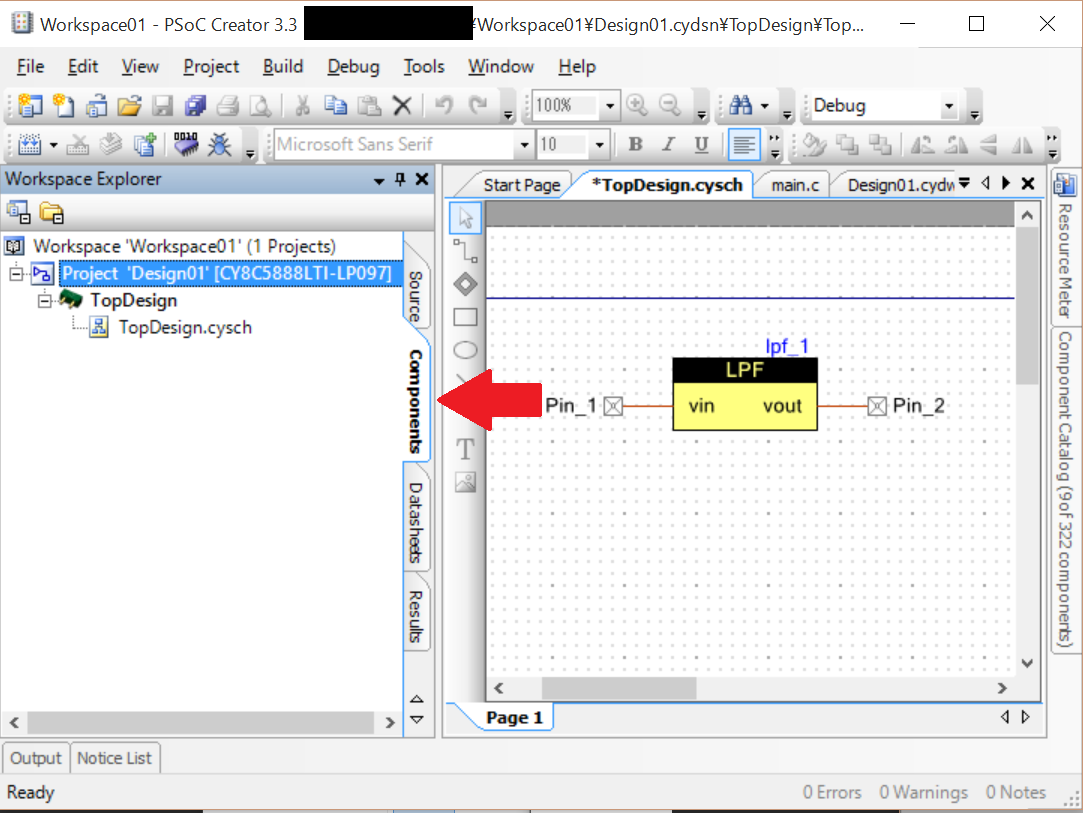 Workspace01 - PSoC Creator 3.3 ¥Workspace01¥Design01.cydsn¥TopDesign¥Top...
File Edit View Project Build Debug Tools Window Help
100% Debug
Microsoft Sans Serif 10 B I U
Workspace Explorer
Start Page *TopDesign.cysch main.c Design01.cydw
Workspace 'Workspace01' (1 Projects)
Project 'Design01' [CY8C5888LTI-LP097]
TopDesign
TopDesign.cysch
Source
Components
Datasheets
Results
T
lpf_1
LPF
Pin_1 vin vout Pin_2
Page 1
Resource Meter
Component Catalog (9 of 322 components)
Output Notice List
Ready 0 Errors 0 Warnings 0 Notes